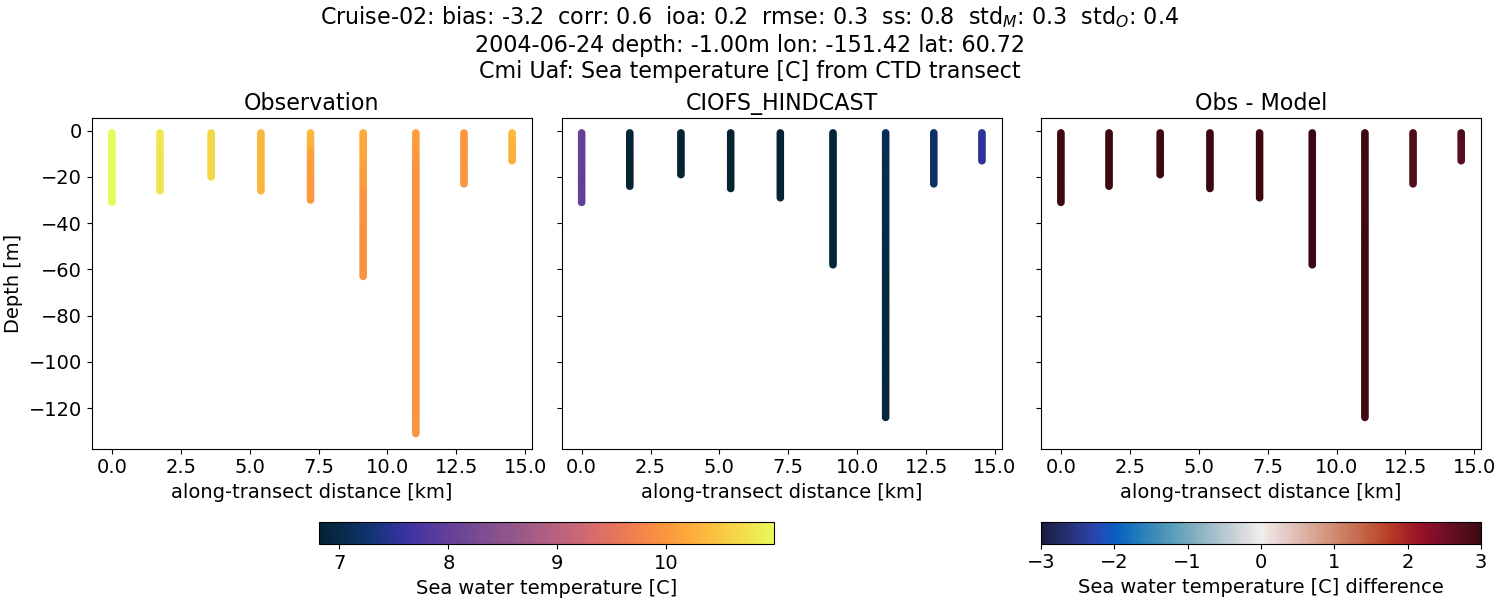 Cruise-02: bias: -3.2 corr: 0.6 ioa: 0.2 rmse: 0.3 ss: 0.8 std_M: 0.3 std_O: 0.4
2004-06-24 depth: -1.00m lon: -151.42 lat: 60.72
Cmi Uaf: Sea temperature [C] from CTD transect
Observation
CIOFS_HINDCAST
Obs - Model
Depth [m]
0
−20
−40
−60
−80
−100
−120
0.0 2.5 5.0 7.5 10.0 12.5 15.0
0.0 2.5 5.0 7.5 10.0 12.5 15.0
0.0 2.5 5.0 7.5 10.0 12.5 15.0
along-transect distance [km]
along-transect distance [km]
along-transect distance [km]
7 8 9 10
Sea water temperature [C]
−3 −2 −1 0 1 2 3
Sea water temperature [C] difference